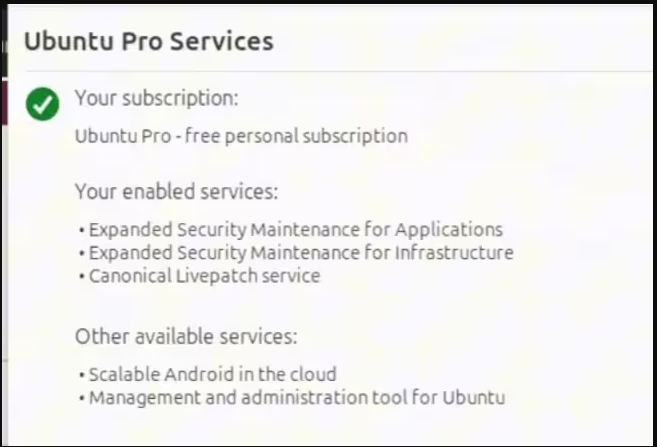 Ubuntu Pro Services
Your subscription:
Ubuntu Pro - free personal subscription
Your enabled services:
• Expanded Security Maintenance for Applications
• Expanded Security Maintenance for Infrastructure
• Canonical Livepatch service
Other available services:
• Scalable Android in the cloud
• Management and administration tool for Ubuntu